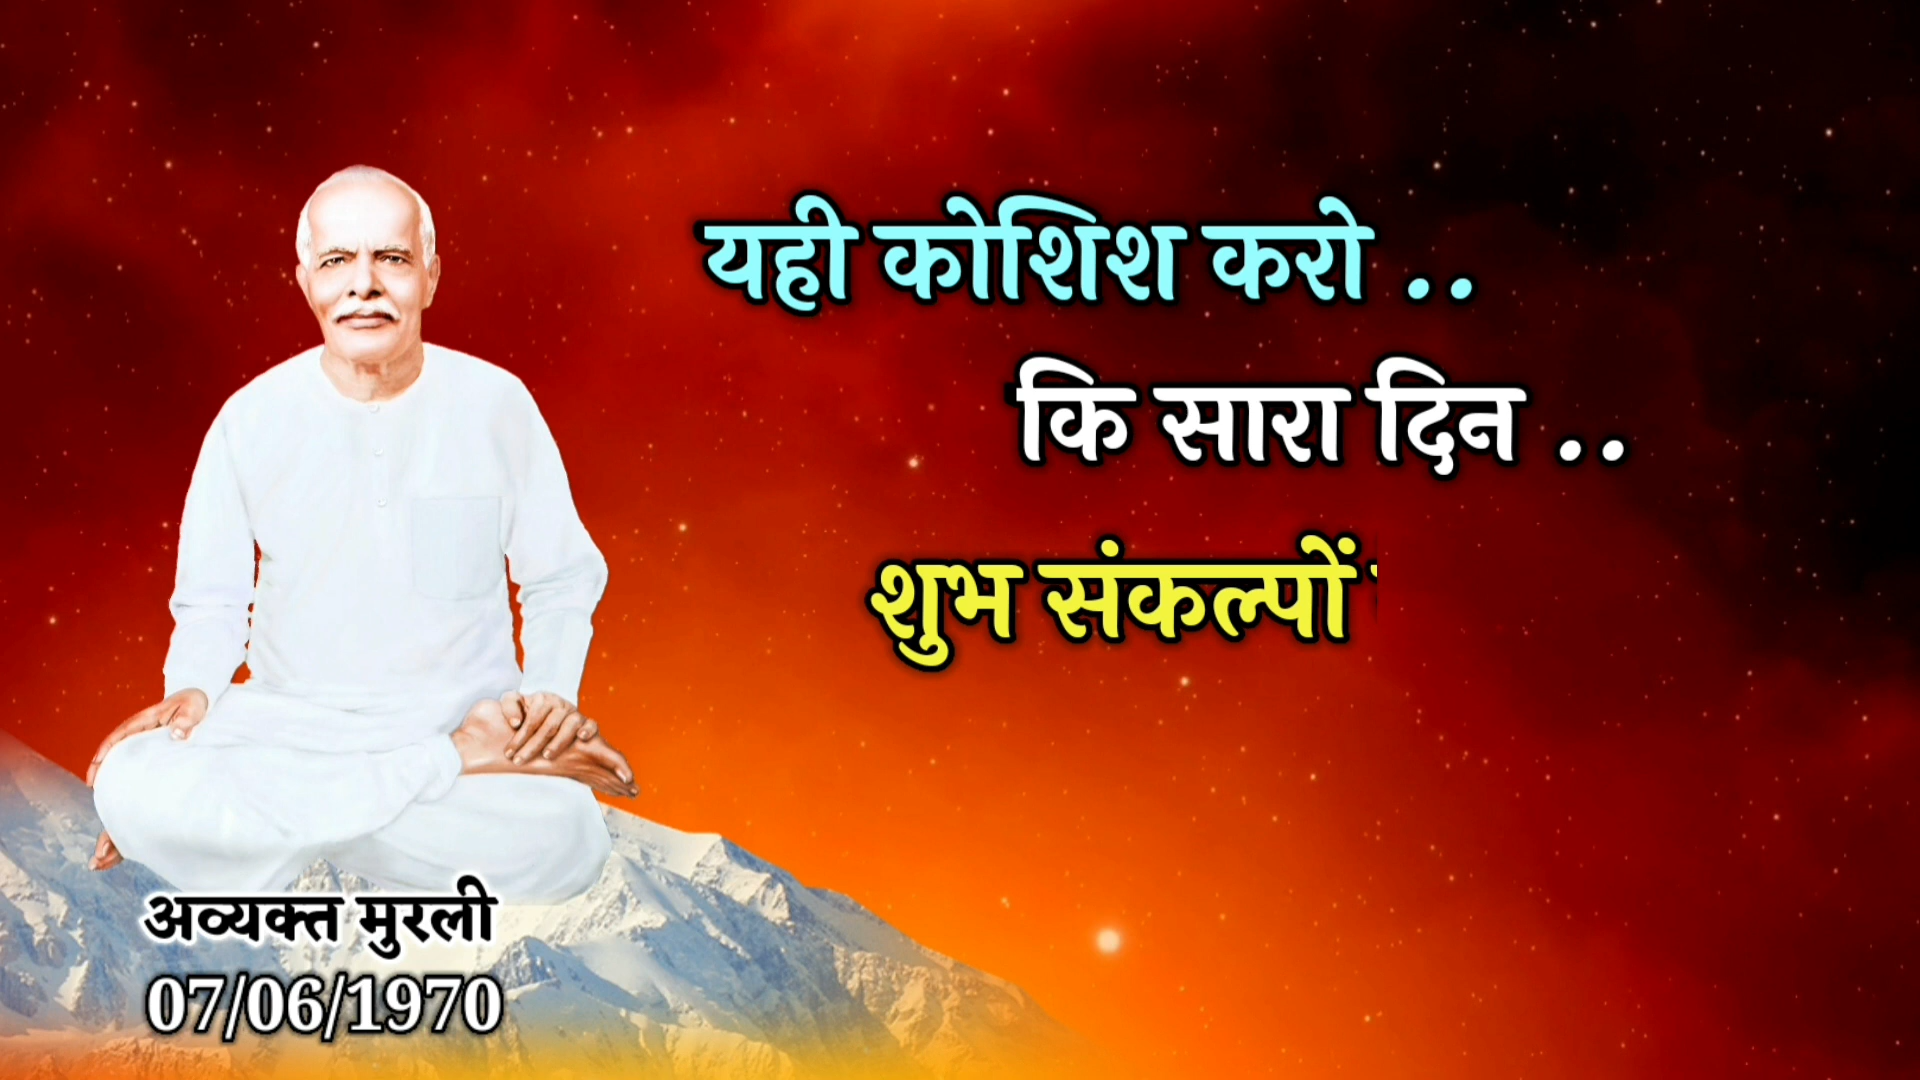 यही कोशिश करो ..
कि सारा दिन ..
शुभ संकल्पों
अव्यक्त मुरली
07/06/1970